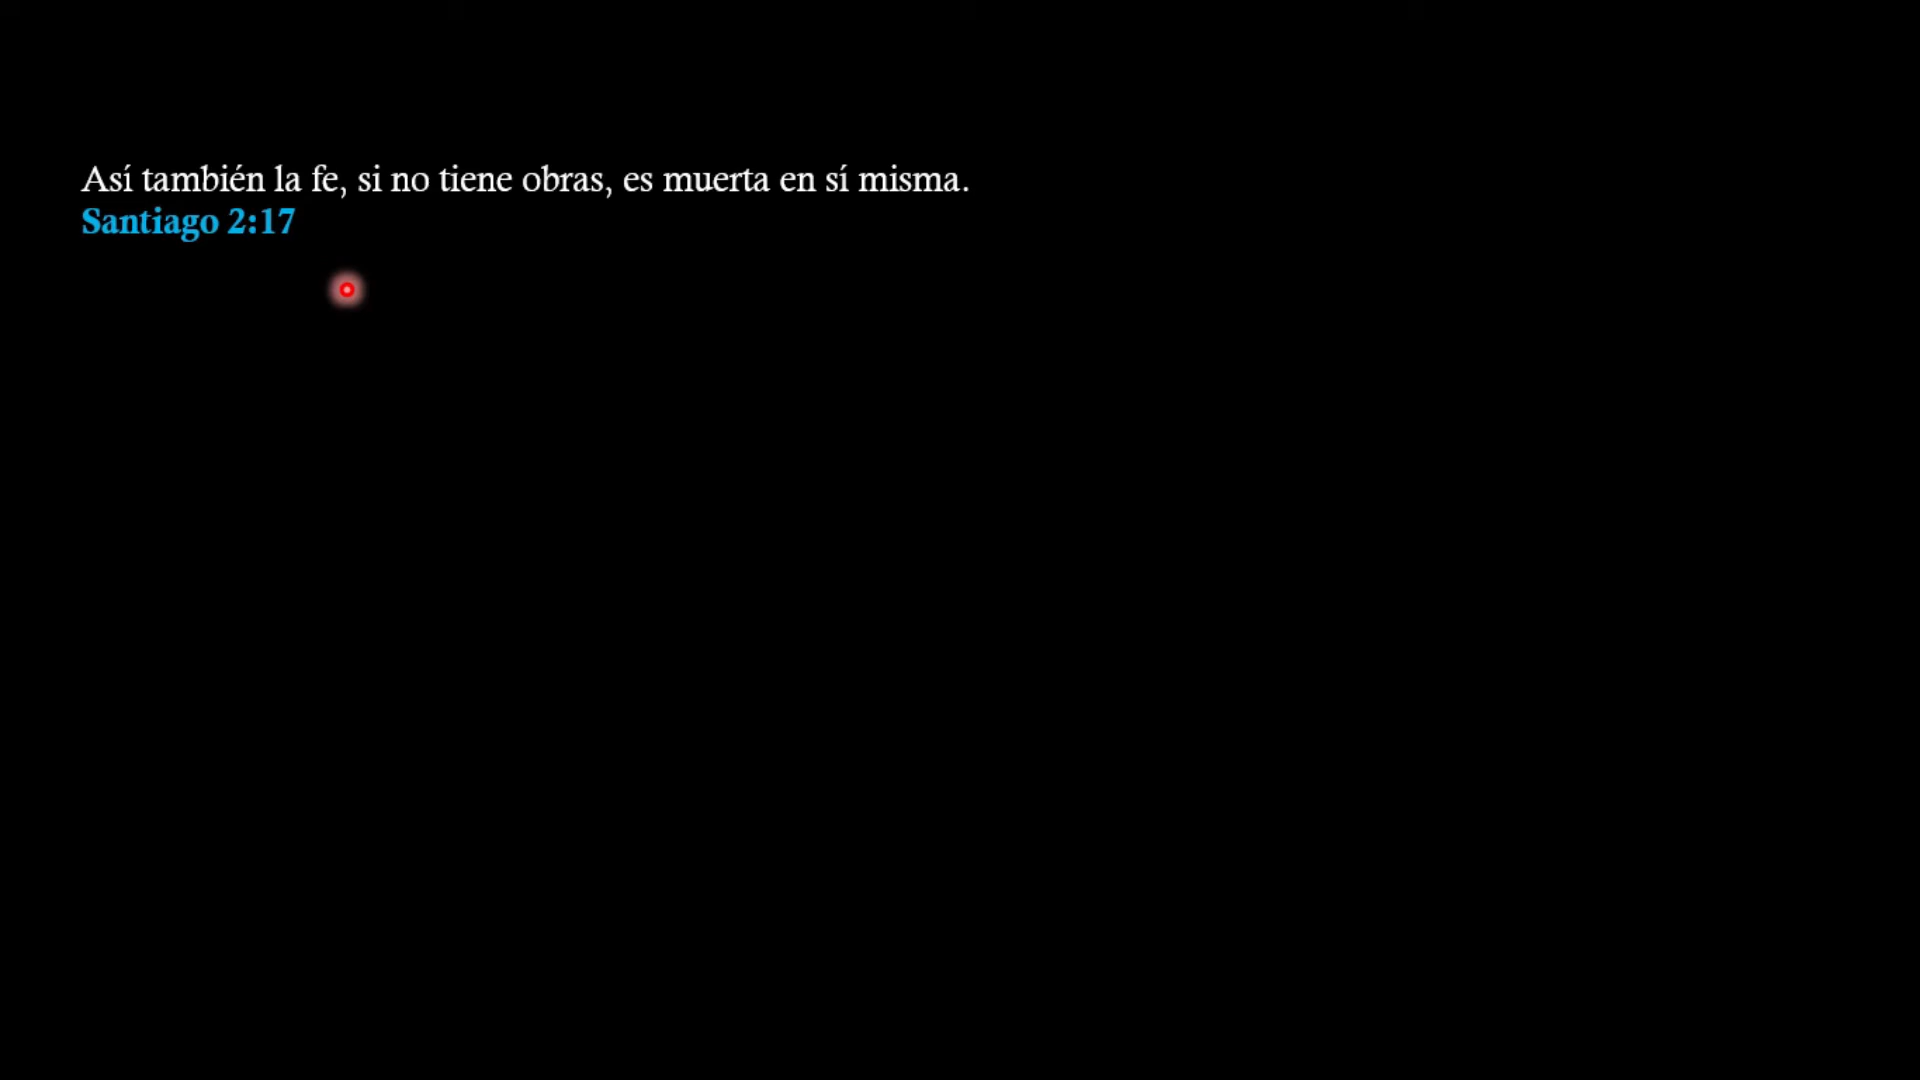 Así también la fe, si no tiene obras, es muerta en sí misma.
Santiago 2:17